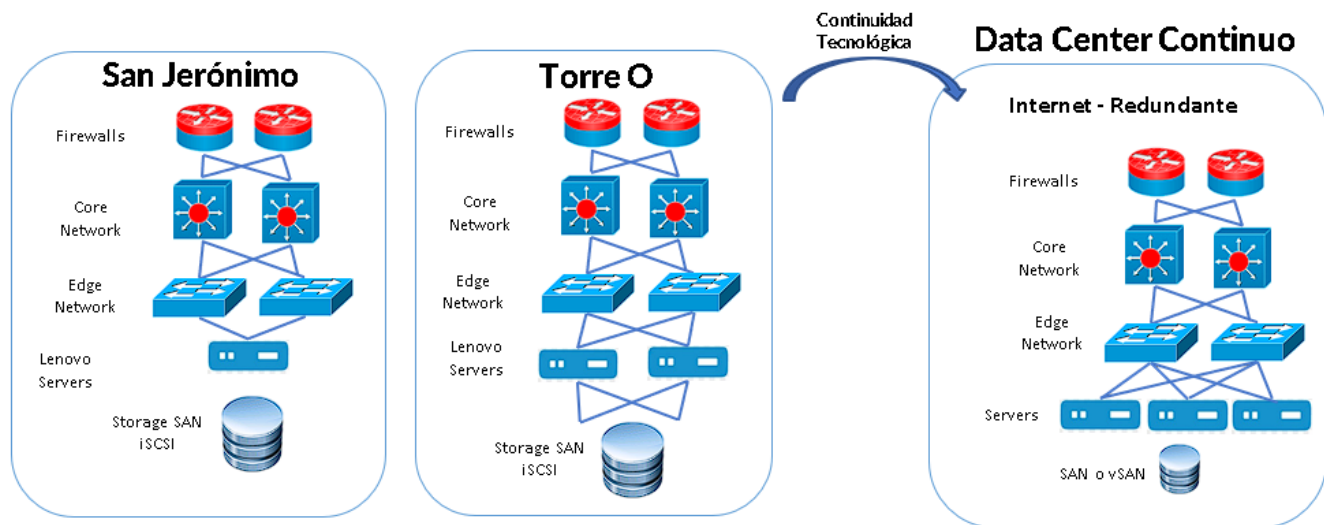 San Jerónimo
Firewalls
Core
Network
Edge
Network
Lenovo
Servers
Storage SAN
iSCSI
Torre O
Firewalls
Core
Network
Edge
Network
Lenovo
Servers
Storage SAN
iSCSI
Continuidad
Tecnológica
Data Center Continuo
Internet - Redundante
Firewalls
Core
Network
Edge
Network
Servers
SAN o vSAN